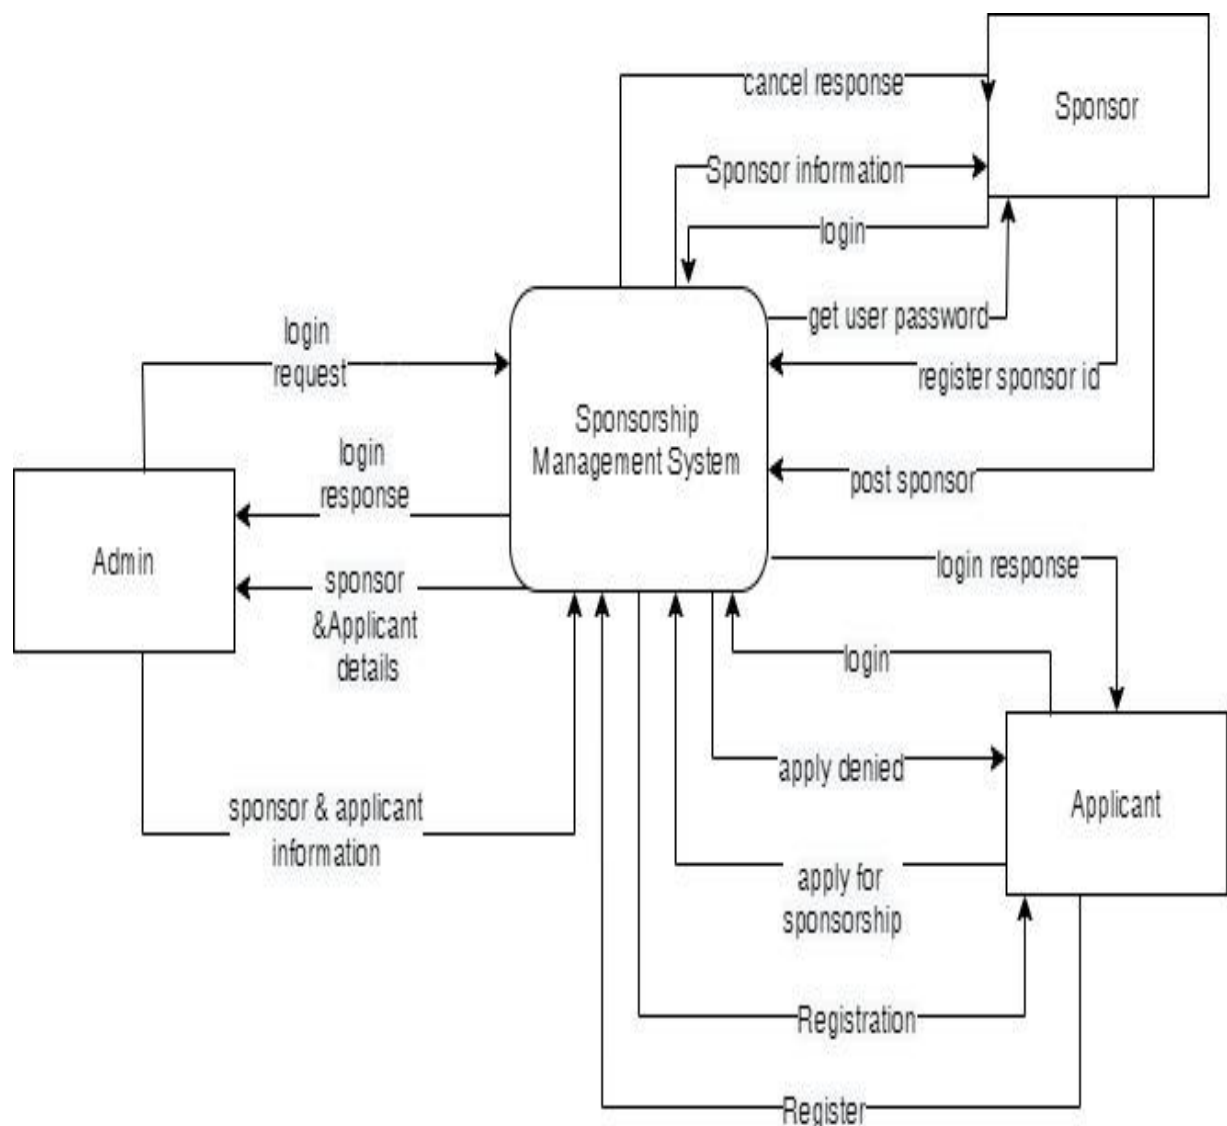 cancel response
Sponsor
Sponsor information
login
get user password
login
request
register sponsor id
Sponsorship
Management System
login
response
post sponsor
Admin
login response
sponsor
&Applicant
details
login
apply denied
Applicant
sponsor & applicant
information
apply for
sponsorship
Registration
Register